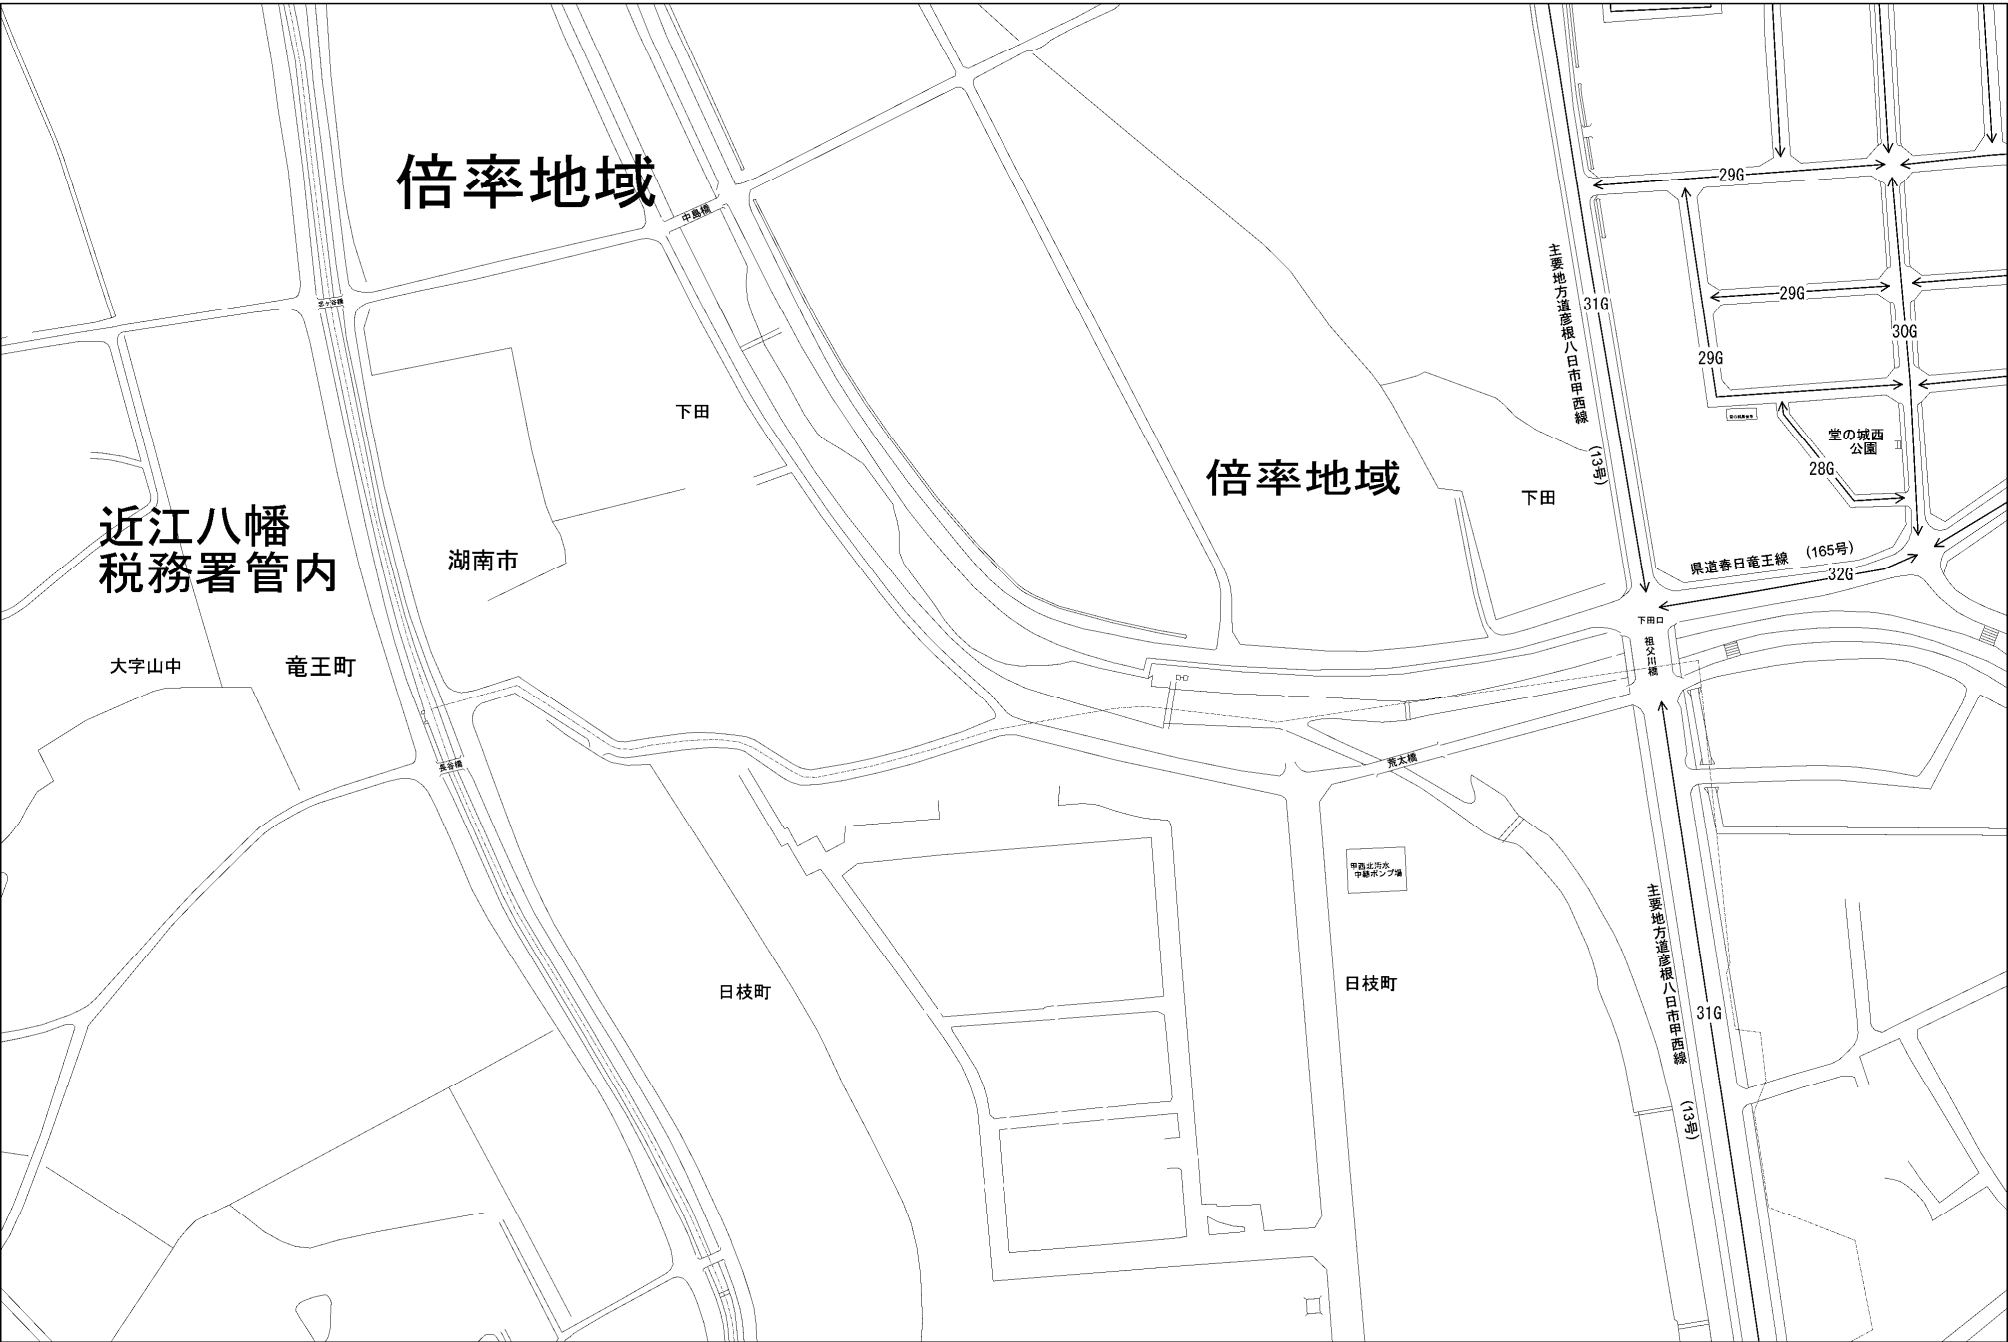 倍率地域
29G
中島橋
主要地方道彦根八日市甲西線
(13号)
31G
29G
30G
29G
下田
堂の城西
公園
28G
倍率地域
下田
近江八幡
税務署管内
湖南市
県道春日竜王線
(165号)
32G
下田口
祖父川橋
大字山中
竜王町
長谷橋
荒太橋
甲西北汚水
中継ポンプ場
主要地方道彦根八日市甲西線
(13号)
31G
日枝町
日枝町